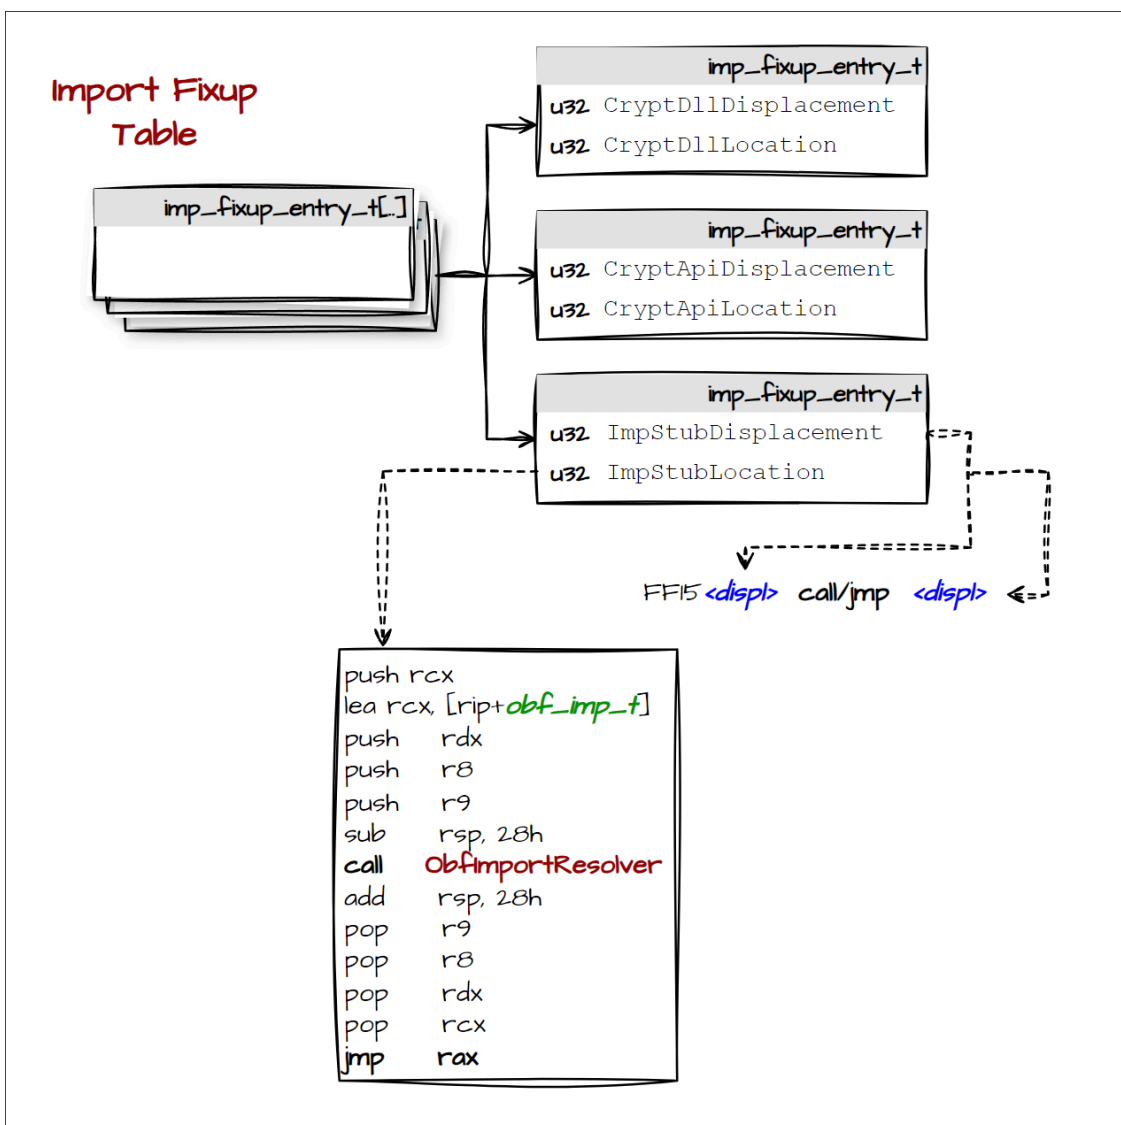 Import Fixup
Table
imp_fixup_entry_t[..]
imp_fixup_entry_t
u32 CryptDllDisplacement
u32 CryptDllLocation
imp_fixup_entry_t
u32 CryptApiDisplacement
u32 CryptApiLocation
imp_fixup_entry_t
u32 ImpStubDisplacement
u32 ImpStubLocation
FF15 <displ> call/jmp <displ>
push rcx
lea rcx, [rip+obf_imp_t]
push rdx
push r8
push r9
sub rsp, 28h
call ObfImportResolver
add rsp, 28h
pop r9
pop r8
pop rdx
pop rcx
jmp rax